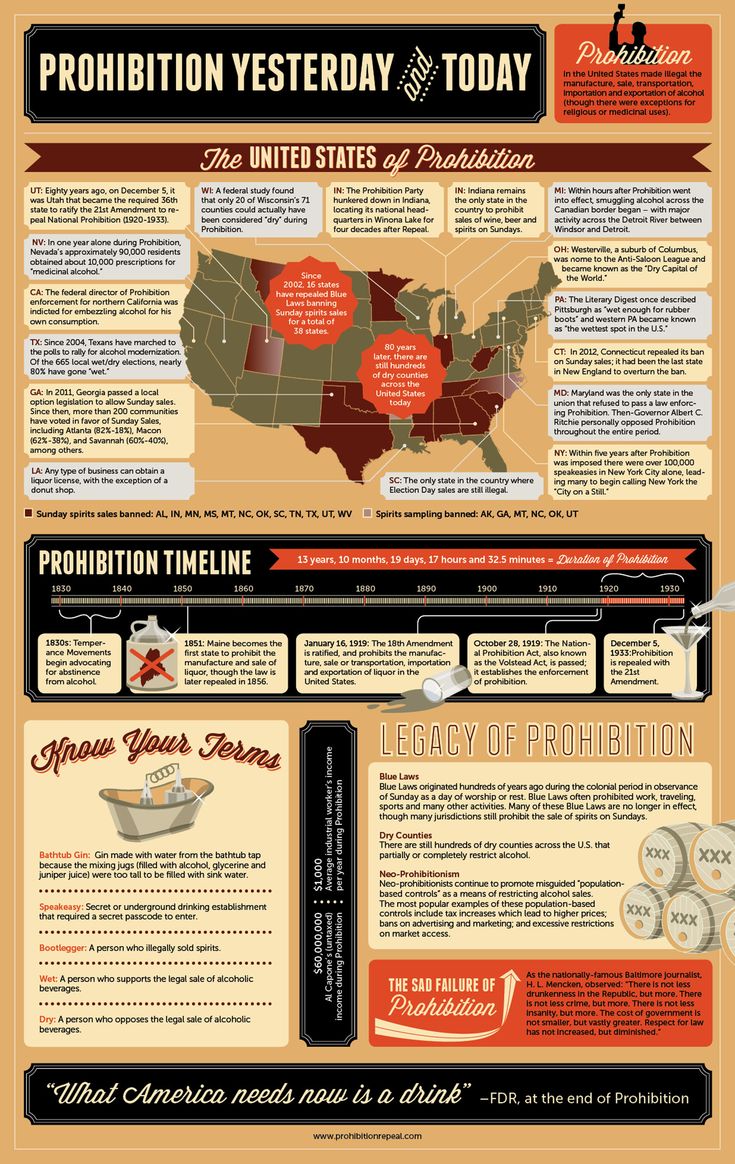 PROHIBITION YESTERDAY and TODAY
Prohibition
In the United States made illegal the
manufacture, sale, transportation,
importation and exportation of alcohol
(though there were exceptions for
religious or medicinal uses).
The UNITED STATES of Prohibition
UT: Eighty years ago, on December 5, it
was Utah that became the required 36th
state to ratify the 21st Amendment to re-
peal National Prohibition (1920-1933).
NV: In one year alone during Prohibition,
Nevada's approximately 90,000 residents
obtained about 10,000 prescriptions for
"medicinal alcohol."
CA: The federal director of Prohibition
enforcement for northern California was
indicted for embezzling alcohol for his
own consumption.
TX: Since 2004, Texans have marched to
the polls to rally for alcohol modernization.
Of the 665 local wet/dry elections, nearly
80% have gone "wet."
GA: In 2011, Georgia passed a local
option legislation to allow Sunday sales.
Since then, more than 200 communities
have voted in favor of Sunday Sales,
including Atlanta (82%-18%), Macon
(62%-38%), and Savannah (60%-40%),
among others.
LA: Any type of business can obtain a
liquor license, with the exception of a
donut shop.
WI: A federal study found
that only 20 of Wisconsin's 71
counties could actually have
been considered "dry" during
Prohibition.
IN: The Prohibition Party
hunkered down in Indiana,
locating its national head-
quarters in Winona Lake for
four decades after Repeal.
IN: Indiana remains
the only state in the
country to prohibit
sales of wine, beer and
spirits on Sundays.
MI: Within hours after Prohibition went
into effect, smuggling alcohol across the
Canadian border began – with major
activity across the Detroit River between
Windsor and Detroit.
OH: Westerville, a suburb of Columbus,
was nome to the Anti-Saloon League and
became known as the "Dry Capital of
the World."
PA: The Literary Digest once described
Pittsburgh as "wet enough for rubber
boots" and western PA became known
as "the wettest spot in the U.S."
CT: In 2012, Connecticut repealed its ban
on Sunday sales; it had been the last state
in New England to overturn the ban.
MD: Maryland was the only state in the
union that refused to pass a law enforc-
ing Prohibition. Then-Governor Albert C.
Ritchie personally opposed Prohibition
throughout the entire period.
NY: Within five years after Prohibition
was imposed there were over 100,000
speakeasies in New York City alone, lead-
ing many to begin calling New York the
"City on a Still."
Since
2002, 16 states
have repealed Blue
Laws banning
Sunday spirits sales
for a total of
38 states.
80 years
later, there are
still hundreds
of dry counties
across the
United States
today
SC: The only state in the country where
Election Day sales are still illegal.
Sunday spirits sales banned: AL, IN, MN, MS, MT, NC, OK, SC, TN, TX, UT, WV
Spirits sampling banned: AK, GA, MT, NC, OK, UT
PROHIBITION TIMELINE
13 years, 10 months, 19 days, 17 hours and 32.5 minutes = Duration of Prohibition
1830 1840 1850 1860 1870 1880 1890 1900 1910 1920 1930
1830s: Temper-
ance Movements
begin advocating
for abstinence
from alcohol.
1851: Maine becomes the
first state to prohibit the
manufacture and sale of
liquor, though the law is
later repealed in 1856.
January 16, 1919: The 18th Amendment
is ratified, and prohibits the manufac-
ture, sale or transportation, importation
and exportation of liquor in the
United States.
October 28, 1919: The Nation-
al Prohibition Act, also known
as the Volstead Act, is passed;
it establishes the enforcement
of prohibition.
December 5,
1933:Prohibition
is repealed with
the 21st
Amendment.
Know Your Terms
Bathtub Gin: Gin made with water from the bathtub tap
because the mixing jugs (filled with alcohol, glycerine and
juniper juice) were too tall to be filled with sink water.
Speakeasy: Secret or underground drinking establishment
that required a secret passcode to enter.
Bootlegger: A person who illegally sold spirits.
Wet: A person who supports the legal sale of alcoholic
beverages.
Dry: A person who opposes the legal sale of alcoholic
beverages.
$1,000
Average industrial worker's income
per year during Prohibition
$60,000,000
Al Capone's (untaxed)
income during Prohibition
LEGACY OF PROHIBITION
Blue Laws
Blue Laws originated hundreds of years ago during the colonial period in observance
of Sunday as a day of worship or rest. Blue Laws often prohibited work, traveling,
sports and many other activities. Many of these Blue Laws are no longer in effect,
though many jurisdictions still prohibit the sale of spirits on Sundays.
Dry Counties
There are still hundreds of dry counties across the U.S. that
partially or completely restrict alcohol.
Neo-Prohibitionism
Neo-prohibitionists continue to promote misguided "population-
based controls" as a means of restricting alcohol sales.
The most popular examples of these population-based
controls include tax increases which lead to higher prices;
bans on advertising and marketing; and excessive restrictions
on market access.
XXX
XXX
XXX
XXX
XXX
THE SAD FAILURE OF
Prohibition
As the nationally-famous Baltimore journalist,
H. L. Mencken, observed: "There is not less
drunkenness in the Republic, but more. There
is not less crime, but more. There is not less
insanity, but more. The cost of government is
not smaller, but vastly greater. Respect for law
has not increased, but diminished."
"What America needs now is a drink" –FDR, at the end of Prohibition
www.prohibitionrepeal.com